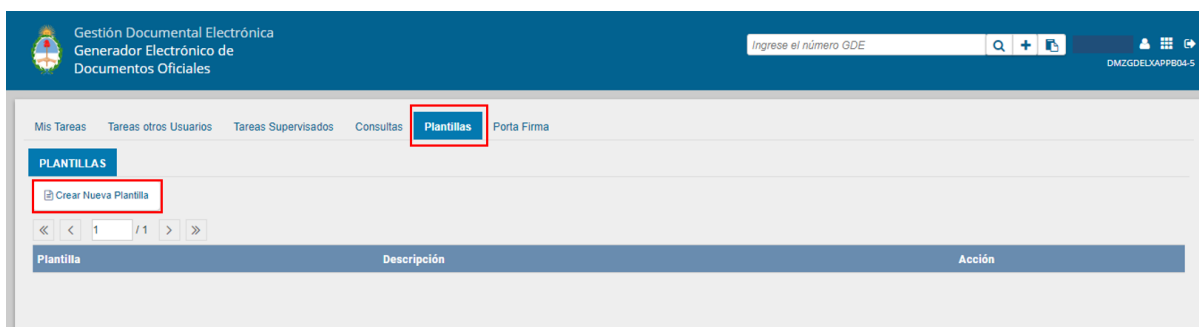 Gestión Documental Electrónica
Generador Electrónico de
Documentos Oficiales
Ingrese el número GDE
DMZGDELXAPPB04-5
Mis Tareas Tareas otros Usuarios Tareas Supervisados Consultas Plantillas Porta Firma
PLANTILLAS
Crear Nueva Plantilla
1 / 1
Plantilla Descripción Acción